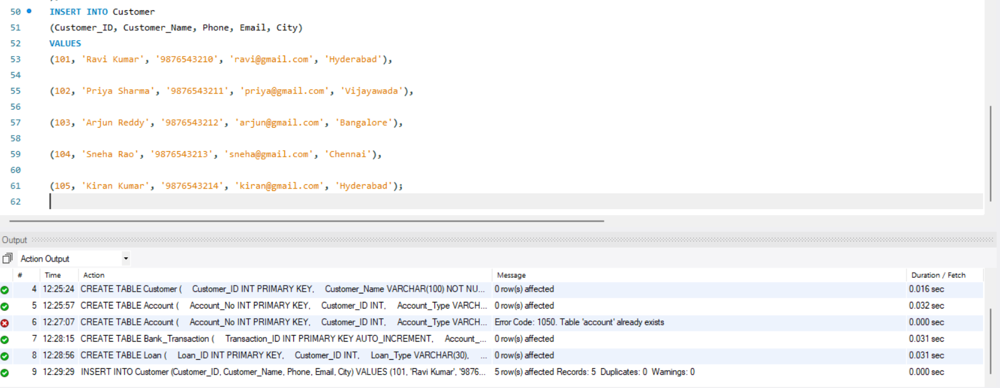 50 INSERT INTO Customer
51 (Customer_ID, Customer_Name, Phone, Email, City)
52 VALUES
53 (101, 'Ravi Kumar', '9876543210', 'ravi@gmail.com', 'Hyderabad'),
54
55 (102, 'Priya Sharma', '9876543211', 'priya@gmail.com', 'Vijayawada'),
56
57 (103, 'Arjun Reddy', '9876543212', 'arjun@gmail.com', 'Bangalore'),
58
59 (104, 'Sneha Rao', '9876543213', 'sneha@gmail.com', 'Chennai'),
60
61 (105, 'Kiran Kumar', '9876543214', 'kiran@gmail.com', 'Hyderabad');
62
Output
Action Output
# Time Action Message Duration / Fetch
4 12:25:24 CREATE TABLE Customer ( Customer_ID INT PRIMARY KEY, Customer_Name VARCHAR(100) NOT NU... 0 row(s) affected 0.016 sec
5 12:25:57 CREATE TABLE Account ( Account_No INT PRIMARY KEY, Customer_ID INT, Account_Type VARCH... 0 row(s) affected 0.032 sec
6 12:27:07 CREATE TABLE Account ( Account_No INT PRIMARY KEY, Customer_ID INT, Account_Type VARCH... Error Code: 1050. Table 'account' already exists 0.000 sec
7 12:28:15 CREATE TABLE Bank_Transaction ( Transaction_ID INT PRIMARY KEY AUTO_INCREMENT, Account_... 0 row(s) affected 0.031 sec
8 12:28:56 CREATE TABLE Loan ( Loan_ID INT PRIMARY KEY, Customer_ID INT, Loan_Type VARCHAR(30), ... 0 row(s) affected 0.031 sec
9 12:29:29 INSERT INTO Customer (Customer_ID, Customer_Name, Phone, Email, City) VALUES (101, 'Ravi Kumar', '9876... 5 row(s) affected Records: 5 Duplicates: 0 Warnings: 0 0.000 sec